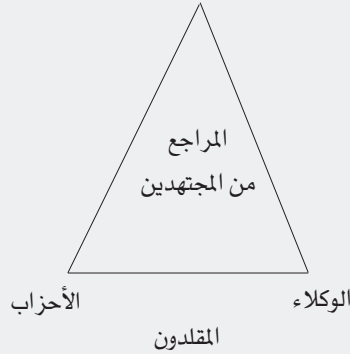 المراجع
من المجتهدين
الوكلاء
الأحزاب
المقلدون